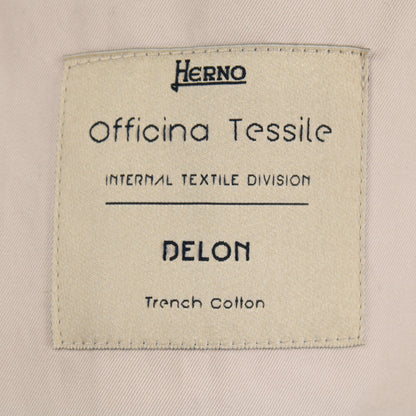 HERNO
Officina Tessile
INTERNAL TEXTILE DIVISION
DELON
Trench Cotton